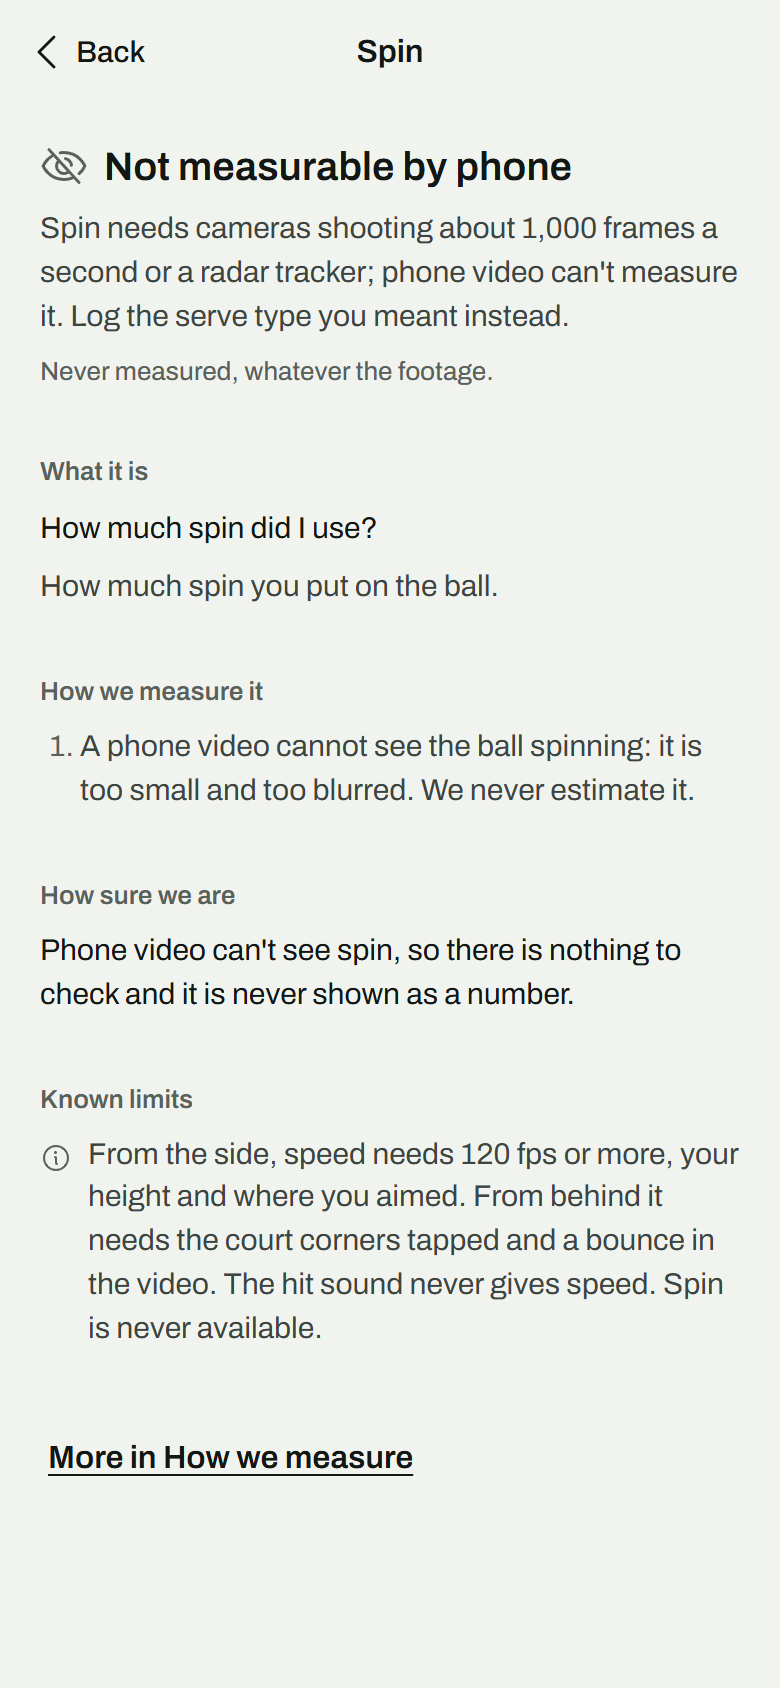 Back
Spin
Not measurable by phone
Spin needs cameras shooting about 1,000 frames a
second or a radar tracker; phone video can't measure
it. Log the serve type you meant instead.
Never measured, whatever the footage.
What it is
How much spin did I use?
How much spin you put on the ball.
How we measure it
1. A phone video cannot see the ball spinning: it is
too small and too blurred. We never estimate it.
How sure we are
Phone video can't see spin, so there is nothing to
check and it is never shown as a number.
Known limits
From the side, speed needs 120 fps or more, your
height and where you aimed. From behind it
needs the court corners tapped and a bounce in
the video. The hit sound never gives speed. Spin
is never available.
More in How we measure